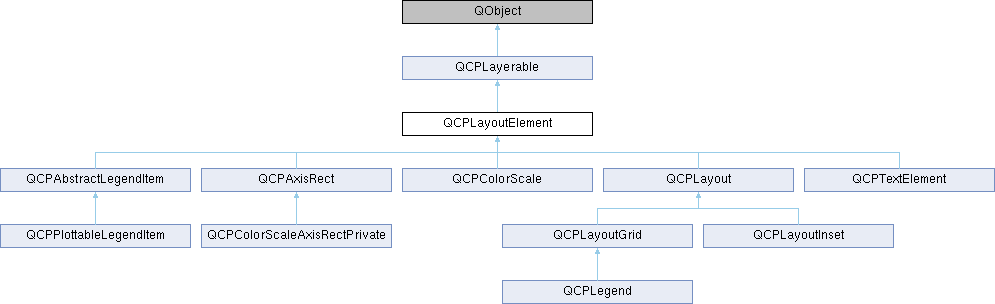 QObject
QCPLayerable
QCPLayoutElement
QCPAbstractLegendItem
QCPAxisRect
QCPColorScale
QCPLayout
QCPTextElement
QCPPlottableLegendItem
QCPColorScaleAxisRectPrivate
QCPLayoutGrid
QCPLayoutInset
QCPLegend